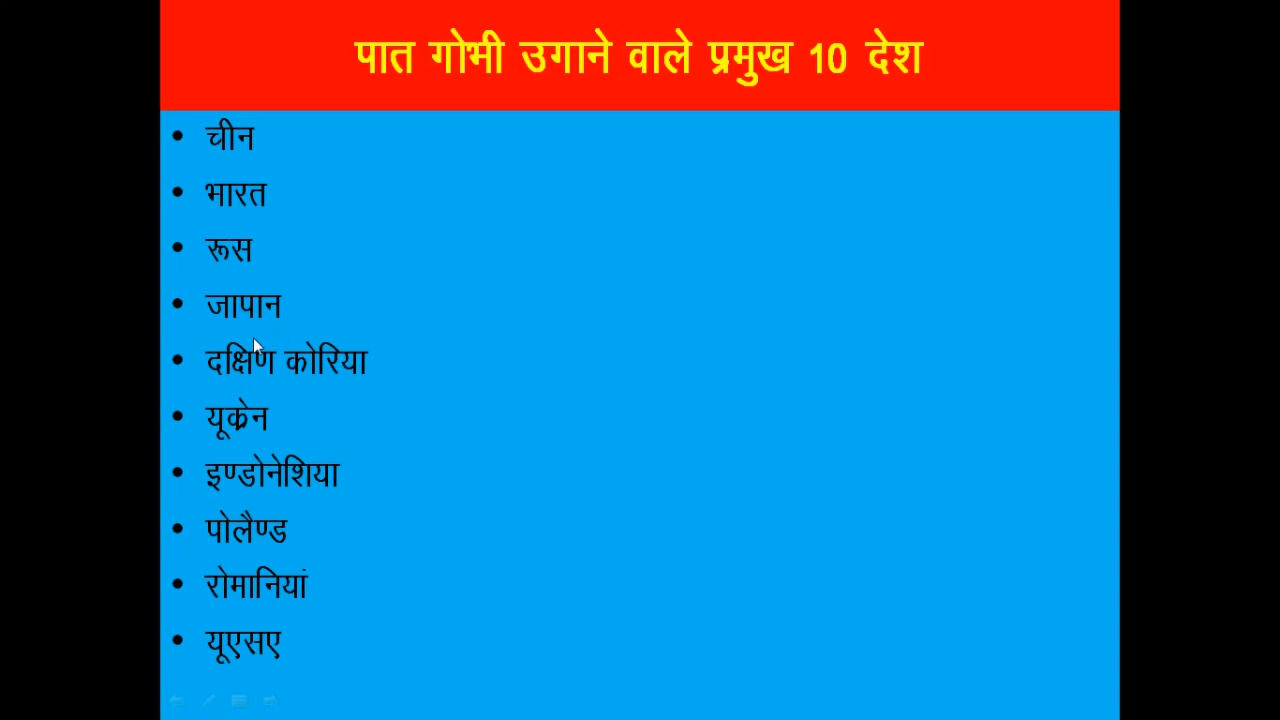 पात गोभी उगाने वाले प्रमुख 10 देश
• चीन
• भारत
• रूस
• जापान
• दक्षिण कोरिया
• यूक्रेन
• इण्डोनेशिया
• पोलैण्ड
• रोमानियां
• यूएसए